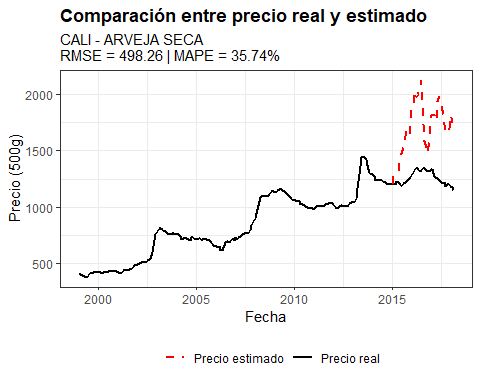 Comparación entre precio real y estimado
CALI - ARVEJA SECA
RMSE = 498.26 | MAPE = 35.74%
Precio (500g)
2000
1500
1000
500
2000 2005 2010 2015
Fecha
Precio estimado Precio real